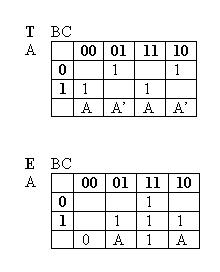 T BC
A 00 01 11 10
0 1 1
1 1 1
A A' A A'
E BC
A 00 01 11 10
0 1
1 1 1 1
0 A 1 A